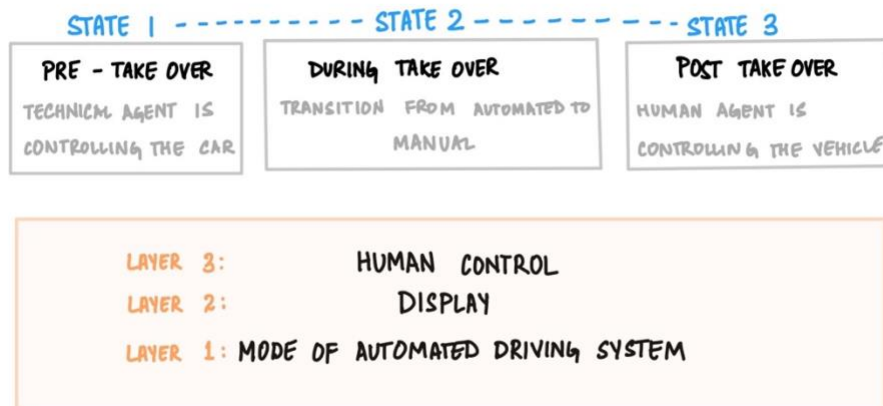 STATE 1 STATE 2 STATE 3
PRE - TAKE OVER
TECHNICAL AGENT IS
CONTROLLING THE CAR
DURING TAKE OVER
TRANSITION FROM AUTOMATED TO
MANUAL
POST TAKE OVER
HUMAN AGENT IS
CONTROLLING THE VEHICLE
LAYER 3: HUMAN CONTROL
LAYER 2: DISPLAY
LAYER 1: MODE OF AUTOMATED DRIVING SYSTEM